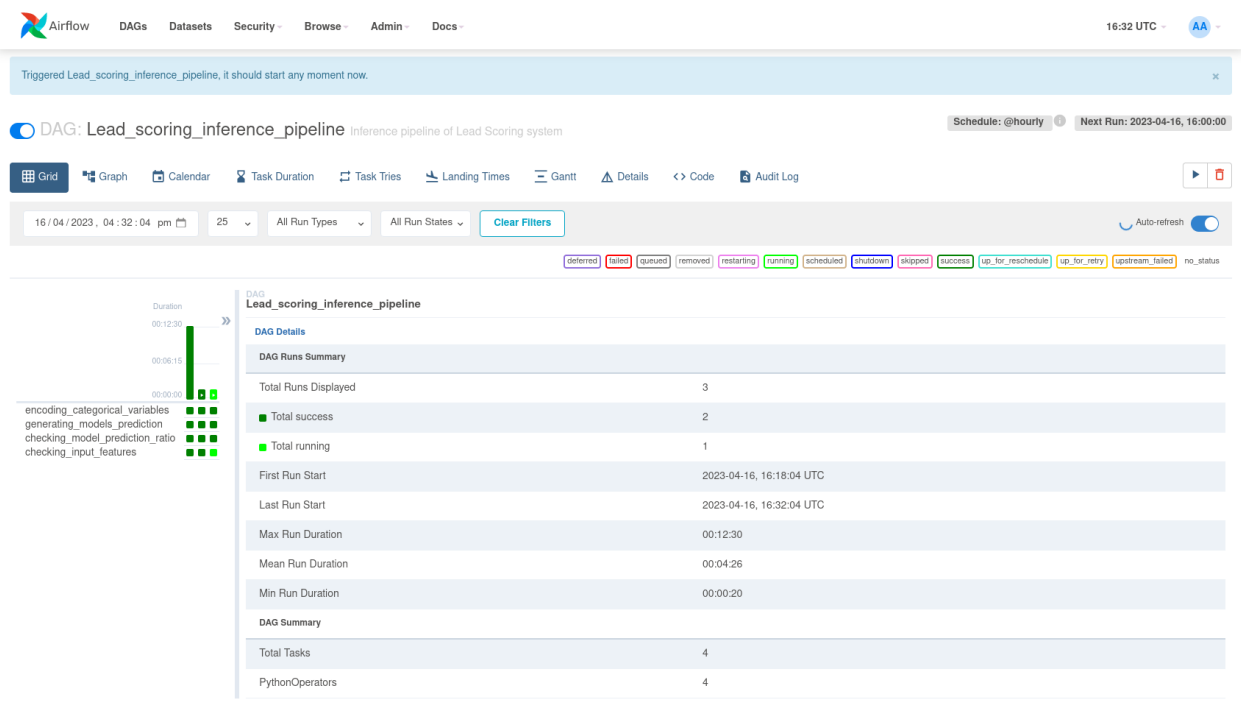 Airflow DAGs Datasets Security Browse Admin Docs 16:32 UTC AA
Triggered Lead_scoring_inference_pipeline, it should start any moment now. ×
DAG: Lead_scoring_inference_pipeline Inference pipeline of Lead Scoring system Schedule: @hourly i Next Run: 2023-04-16, 16:00:00
Grid Graph Calendar Task Duration Task Tries Landing Times Gantt Details Code Audit Log
16/04/2023, 04:32:04 pm 25 All Run Types All Run States Clear Filters Auto-refresh
deferred failed queued removed restarting running scheduled shutdown skipped success up_for_reschedule up_for_retry upstream_failed no_status
Duration
00:12:30
00:06:15
00:00:00
encoding_categorical_variables
generating_models_prediction
checking_model_prediction_ratio
checking_input_features
DAG
Lead_scoring_inference_pipeline
DAG Details
DAG Runs Summary
Total Runs Displayed 3
Total success 2
Total running 1
First Run Start 2023-04-16, 16:18:04 UTC
Last Run Start 2023-04-16, 16:32:04 UTC
Max Run Duration 00:12:30
Mean Run Duration 00:04:26
Min Run Duration 00:00:20
DAG Summary
Total Tasks 4
PythonOperators 4